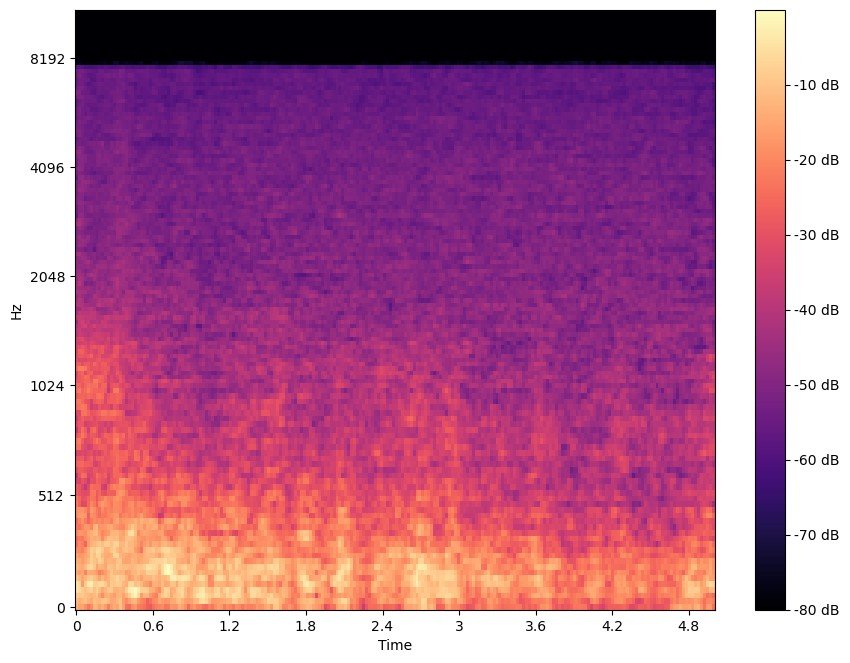 8192
4096
2048
1024
512
0
Hz
0 0.6 1.2 1.8 2.4 3 3.6 4.2 4.8
Time
-10 dB
-20 dB
-30 dB
-40 dB
-50 dB
-60 dB
-70 dB
-80 dB